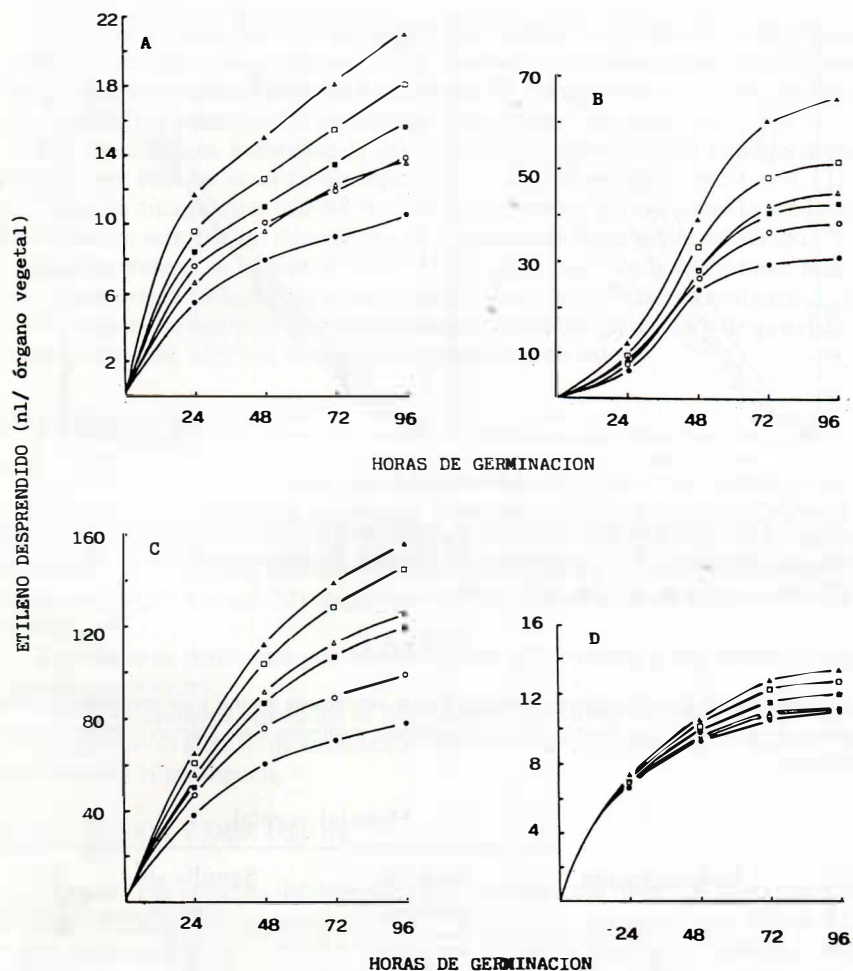 ETILENO DESPRENDIDO (nl/ órgano vegetal)
A
22
18
14
10
6
2
24 48 72 96
B
70
50
30
10
24 48 72 96
HORAS DE GERMINACION
C
160
120
80
40
24 48 72 96
D
16
12
8
4
24 48 72 96
HORAS DE GERMINACION